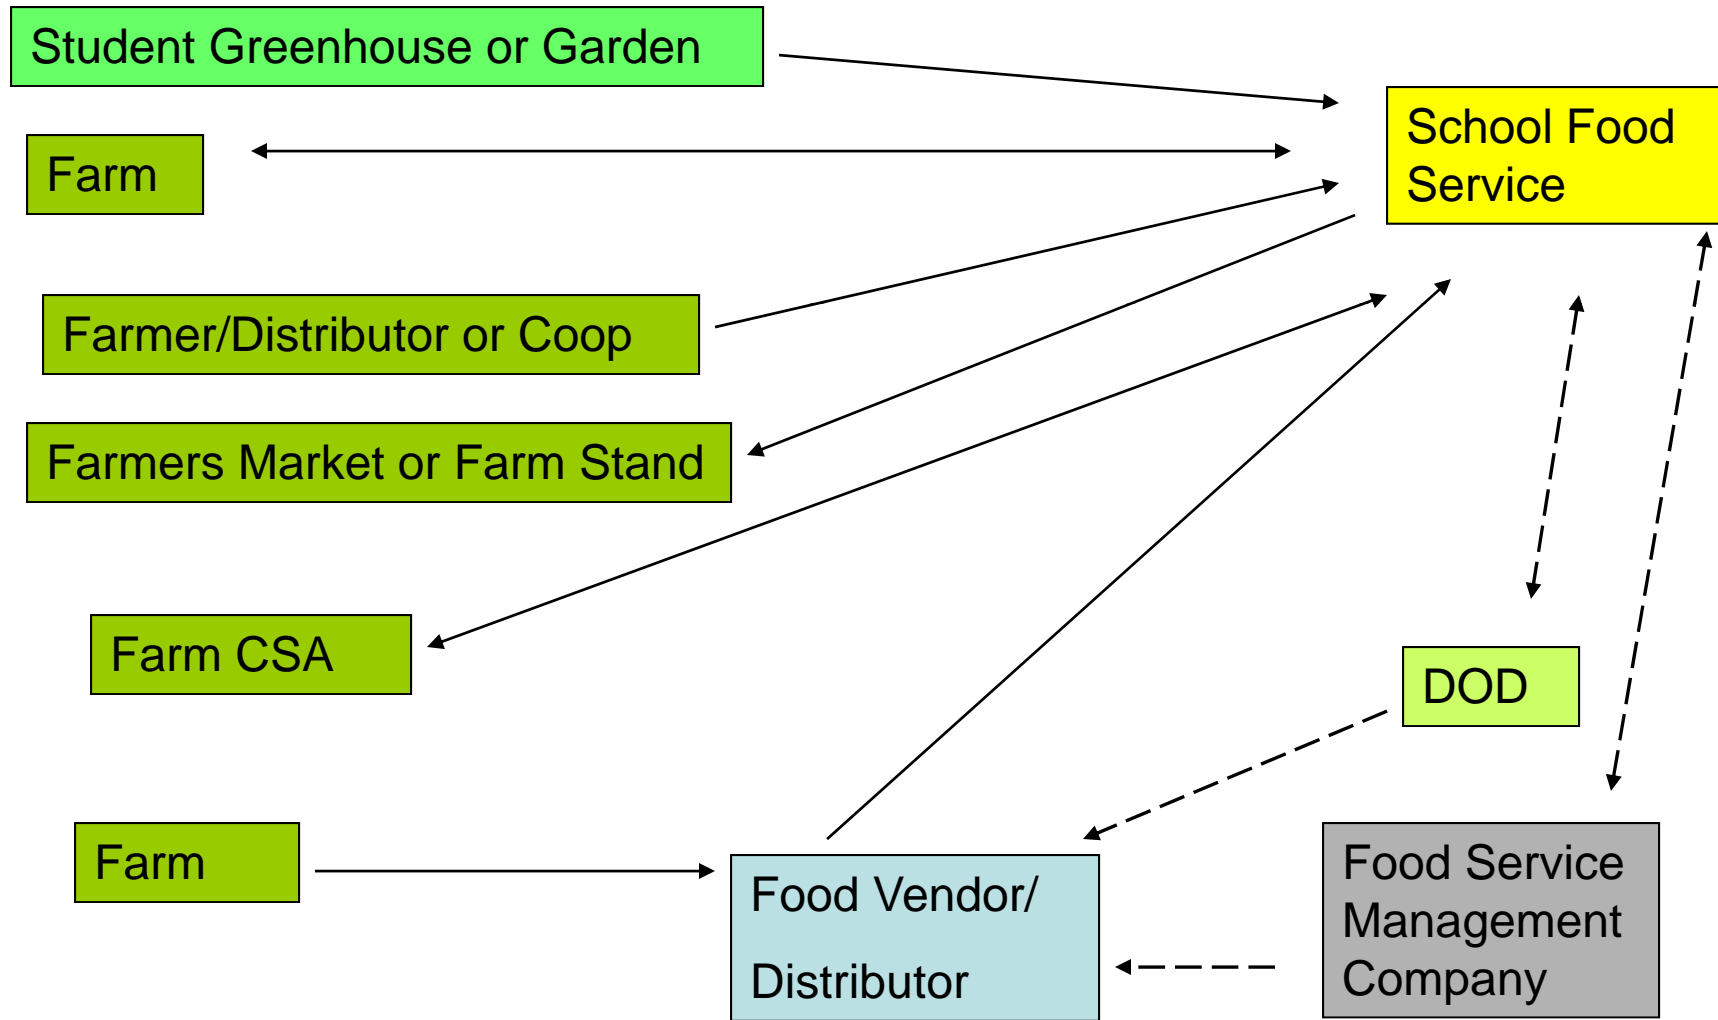 Student Greenhouse or Garden
School Food
Service
Farm
Farmer/Distributor or Coop
Farmers Market or Farm Stand
Farm CSA
DOD
Farm
Food Vendor/
Distributor
Food Service
Management
Company